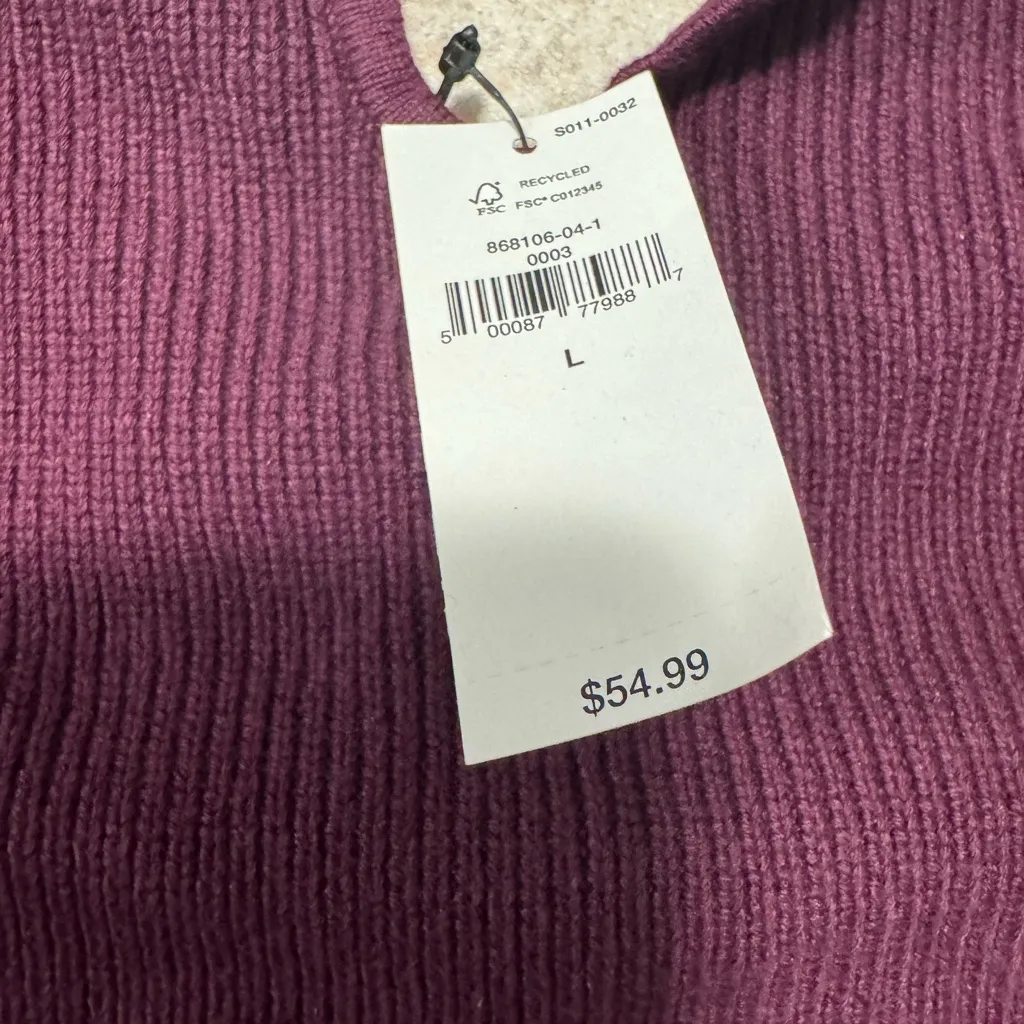 S011-0032
RECYCLED
FSC FSC® C012345
868106-04-1
0003
5 00087 77988 7
L
$54.99